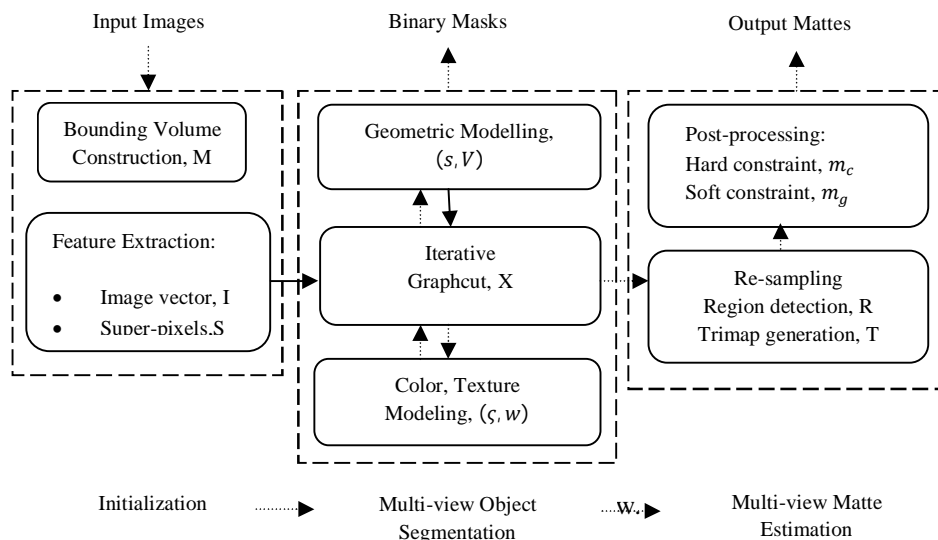 Input Images
Binary Masks
Output Mattes
Bounding Volume
Construction, M
Feature Extraction:
• Image vector, I
• Super-pixels,S
Geometric Modelling,
(s, V)
Iterative
Graphcut, X
Color, Texture
Modeling, (ς, w)
Post-processing:
Hard constraint, m_c
Soft constraint, m_g
Re-sampling
Region detection, R
Trimap generation, T
Initialization
Multi-view Object
Segmentation
w.
Multi-view Matte
Estimation